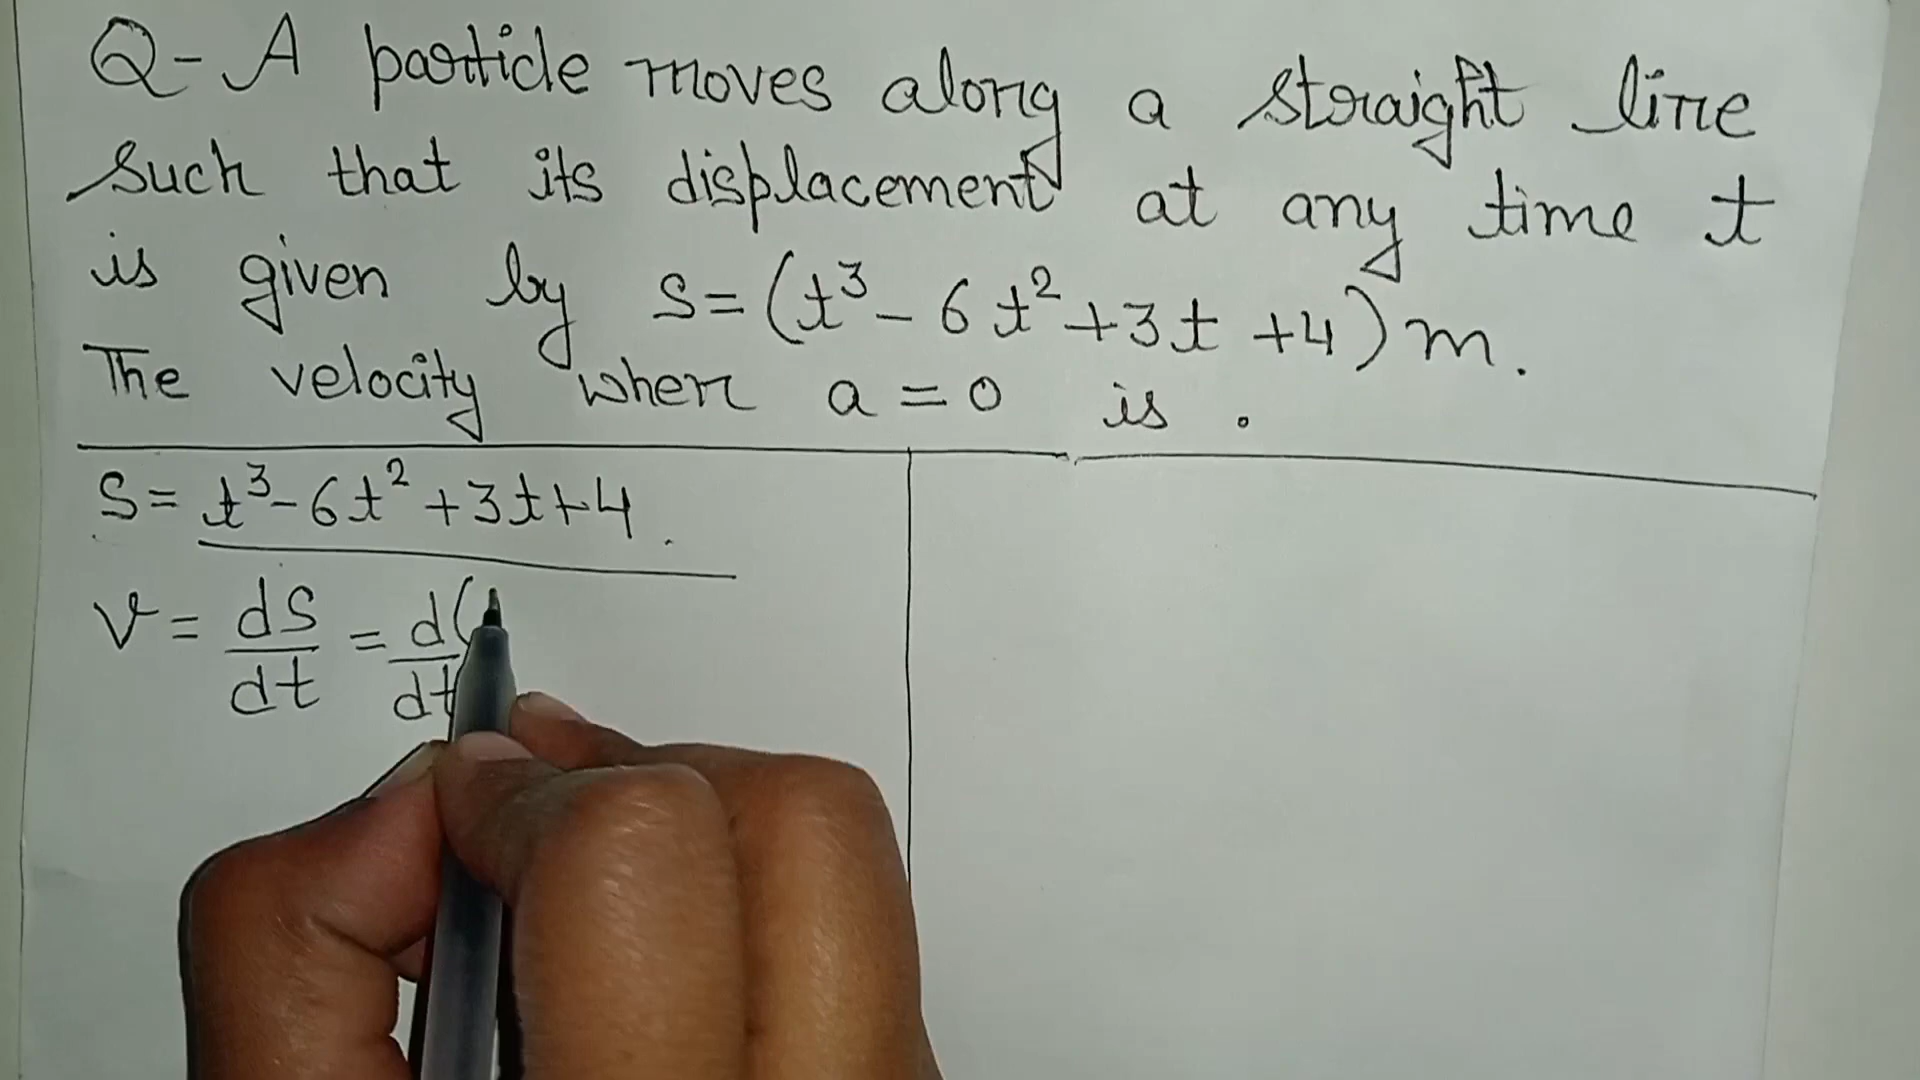 Q- A particle moves along a straight line
such that its displacement at any time t
is given by S=(t³-6t²+3t+4)m.
The velocity when a=0 is.
S= t³-6t²+3t+4.
v= dS/dt = d(/dt